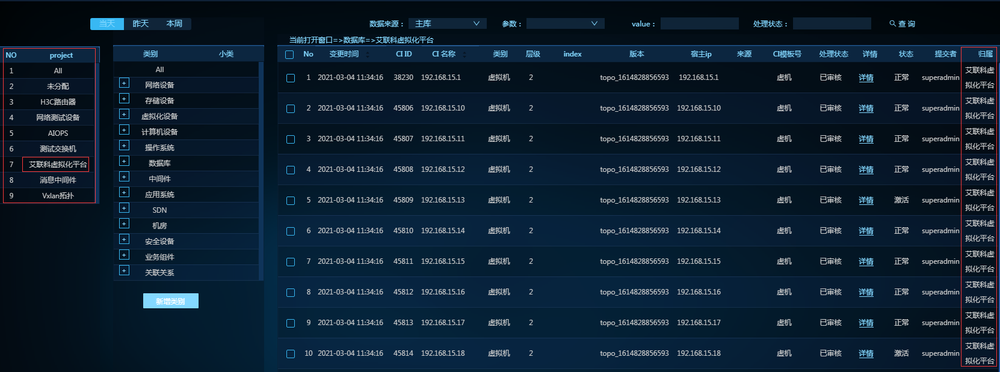 当天 昨天 本周 数据来源： 主库 参数： value： 处理状态： 查 询
当前打开窗口=>数据库=>艾联科虚拟化平台
NO project
1 All
2 未分配
3 H3C路由器
4 网络测试设备
5 AIOPS
6 测试交换机
7 艾联科虚拟化平台
8 消息中间件
9 Vxlan拓扑
类别 小类
All
+ 网络设备
+ 存储设备
+ 虚拟化设备
+ 计算机设备
+ 操作系统
+ 数据库
+ 中间件
+ 应用系统
+ SDN
+ 机房
+ 安全设备
+ 业务组件
+ 关联关系
新增类别
No 变更时间 CI ID CI 名称 类别 层级 index 版本 宿主ip 来源 CI模板号 处理状态 详情 状态 提交者 归属
1 2021-03-04 11:34:16 38230 192.168.15.1 虚拟机 2 topo_1614828856593 192.168.15.1 虚机 已审核 详情 正常 superadmin 艾联科虚
拟化平台
2 2021-03-04 11:34:16 45806 192.168.15.10 虚拟机 2 topo_1614828856593 192.168.15.10 虚机 已审核 详情 正常 superadmin 艾联科虚
拟化平台
3 2021-03-04 11:34:16 45807 192.168.15.11 虚拟机 2 topo_1614828856593 192.168.15.11 虚机 已审核 详情 正常 superadmin 艾联科虚
拟化平台
4 2021-03-04 11:34:16 45808 192.168.15.12 虚拟机 2 topo_1614828856593 192.168.15.12 虚机 已审核 详情 正常 superadmin 艾联科虚
拟化平台
5 2021-03-04 11:34:16 45809 192.168.15.13 虚拟机 2 topo_1614828856593 192.168.15.13 虚机 已审核 详情 激活 superadmin 艾联科虚
拟化平台
6 2021-03-04 11:34:16 45810 192.168.15.14 虚拟机 2 topo_1614828856593 192.168.15.14 虚机 已审核 详情 正常 superadmin 艾联科虚
拟化平台
7 2021-03-04 11:34:16 45811 192.168.15.15 虚拟机 2 topo_1614828856593 192.168.15.15 虚机 已审核 详情 正常 superadmin 艾联科虚
拟化平台
8 2021-03-04 11:34:16 45812 192.168.15.16 虚拟机 2 topo_1614828856593 192.168.15.16 虚机 已审核 详情 正常 superadmin 艾联科虚
拟化平台
9 2021-03-04 11:34:16 45813 192.168.15.17 虚拟机 2 topo_1614828856593 192.168.15.17 虚机 已审核 详情 正常 superadmin 艾联科虚
拟化平台
10 2021-03-04 11:34:16 45814 192.168.15.18 虚拟机 2 topo_1614828856593 192.168.15.18 虚机 已审核 详情 激活 superadmin 艾联科虚
拟化平台